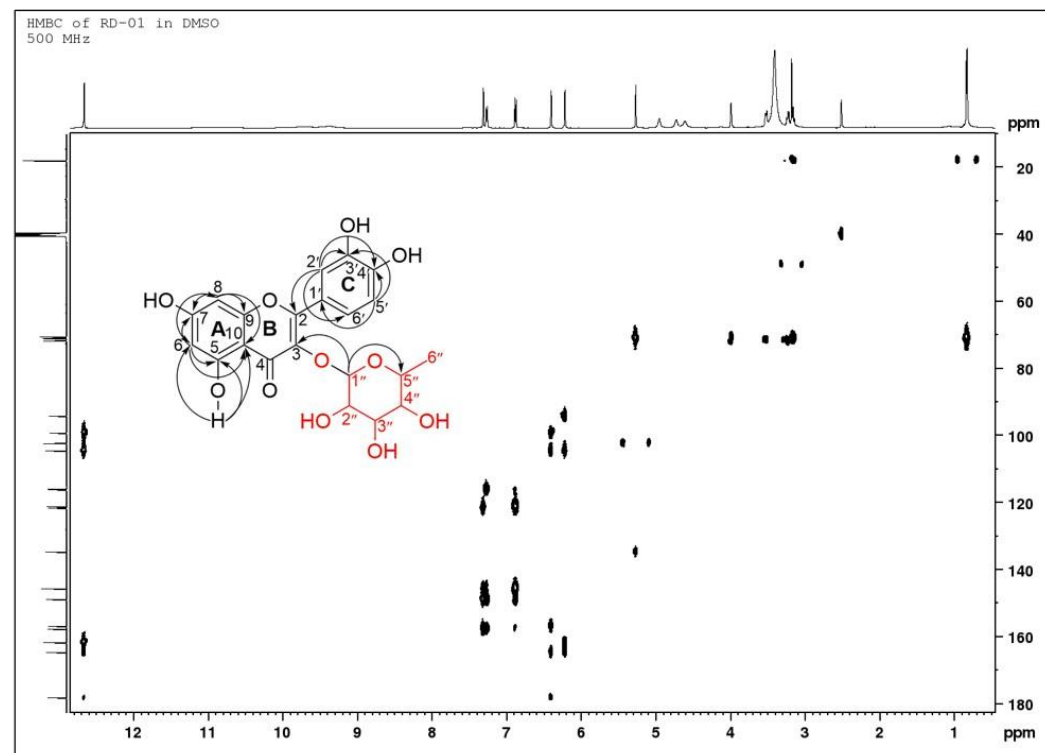 HMBC of RD-01 in DMSO
500 MHz
ppm
20
40
60
80
100
120
140
160
180
OH
OH
2′
3′
4′
C
HO
8
O
1′
5′
7
9
2
6′
A
10
B
6
5
4
3
O
O
6″
O
O
1″
5″
H
HO
2″
4″
3″
OH
OH
12
11
10
9
8
7
6
5
4
3
2
1
ppm